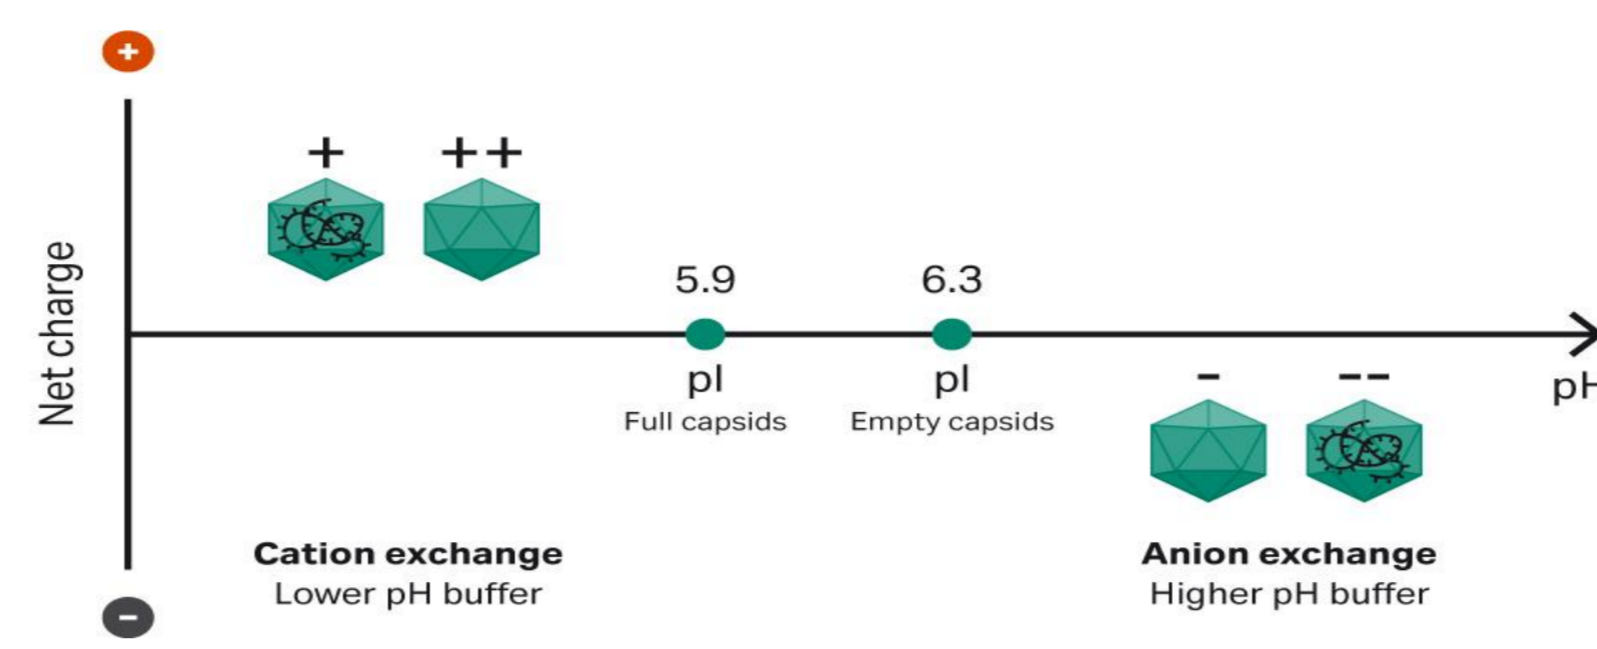 +
+ ++
Net charge
5.9 6.3
pI pI
Full capsids Empty capsids
- --
pH
Cation exchange Anion exchange
Lower pH buffer Higher pH buffer
-